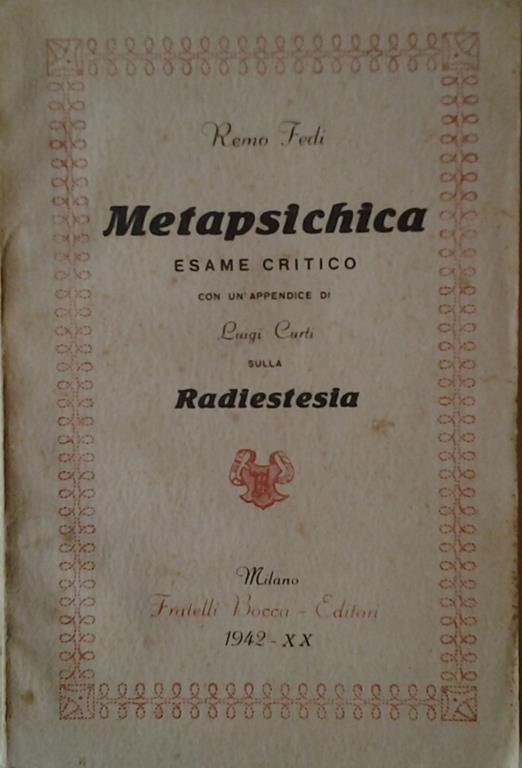 Remo Fedi
Metapsichica
ESAME CRITICO
CON UN' APPENDICE DI
Luigi Curti
SULLA
Radiestesia
Milano
Fratelli Bocca - Editori
1942 - XX